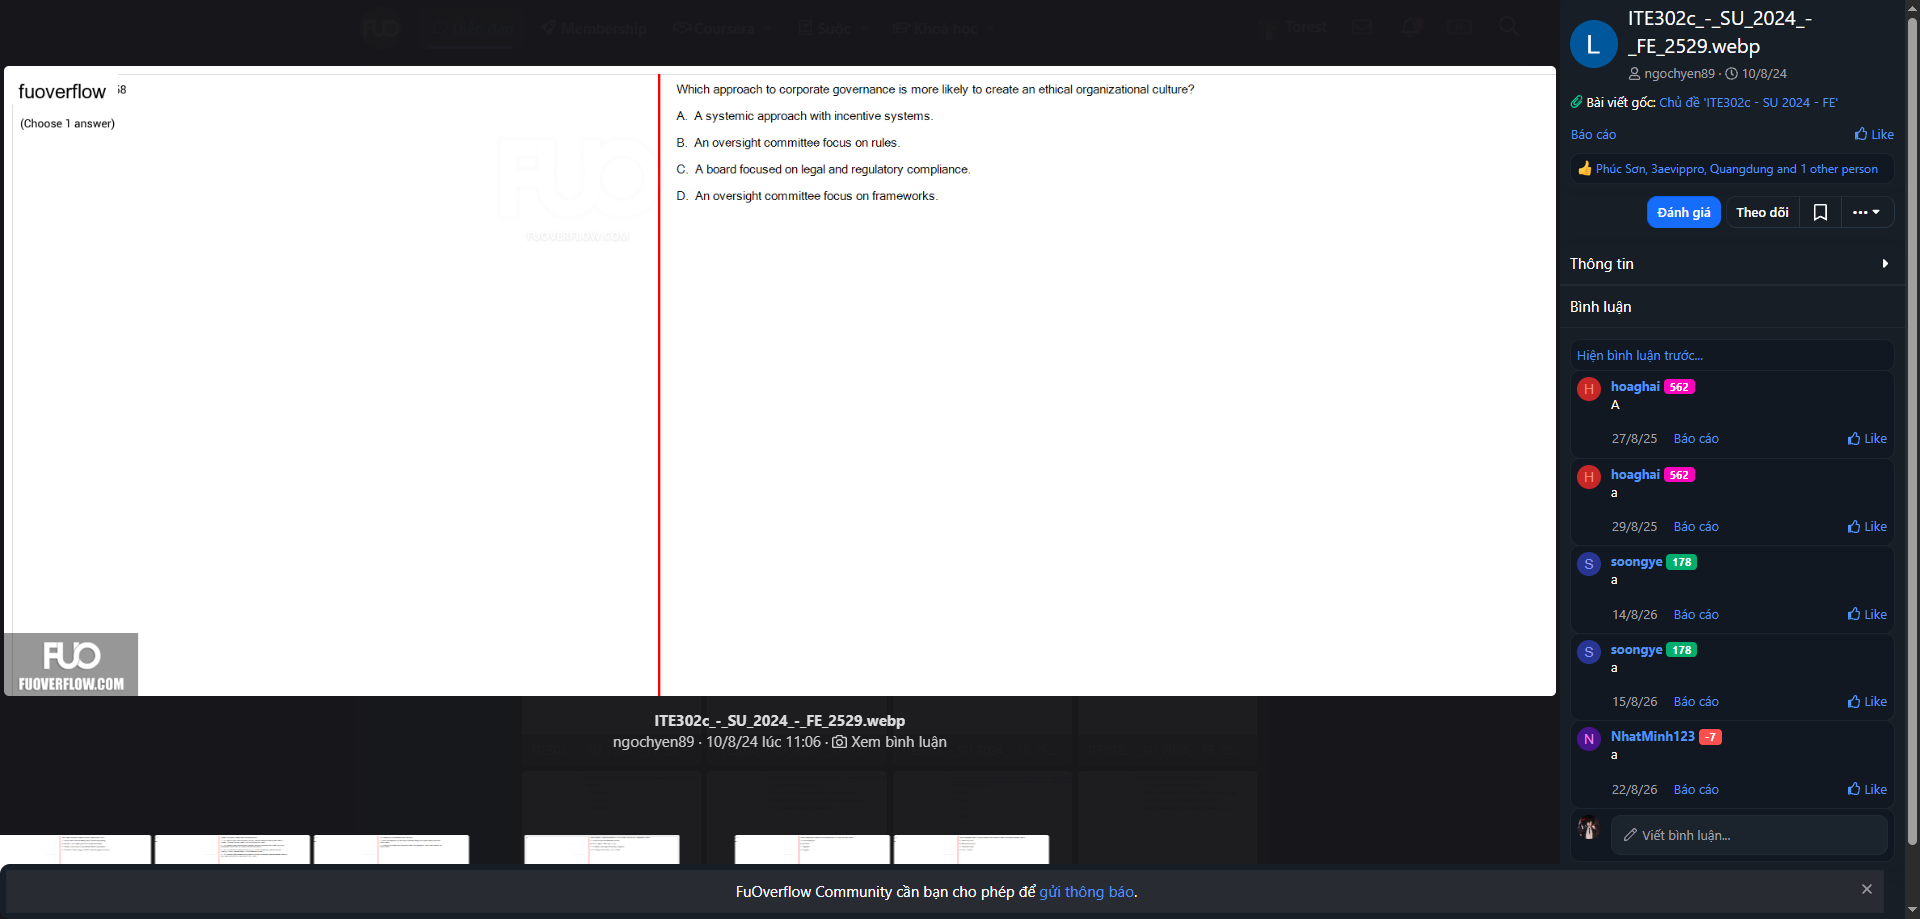 Membership
Coursera
Torest
fuoverflow
58
(Choose 1 answer)
Which approach to corporate governance is more likely to create an ethical organizational culture?
A. A systemic approach with incentive systems.
B. An oversight committee focus on rules.
C. A board focused on legal and regulatory compliance.
D. An oversight committee focus on frameworks.
FUO
FUOVERFLOW.COM
FUO
FUOVERFLOW.COM
ITE302c_-_SU_2024_-_FE_2529.webp
ngochyen89 · 10/8/24 lúc 11:06 · Xem bình luận
L
ITE302c_-_SU_2024_-
_FE_2529.webp
ngochyen89 · 10/8/24
Bài viết gốc: Chủ đề 'ITE302c - SU 2024 - FE'
Báo cáo
Like
Phúc Sơn, 3aevippro, Quangdung and 1 other person
Đánh giá
Theo dõi
Thông tin
Bình luận
Hiện bình luận trước...
H
hoaghai 562
A
27/8/25 Báo cáo Like
H
hoaghai 562
a
29/8/25 Báo cáo Like
S
soongye 178
a
14/8/26 Báo cáo Like
S
soongye 178
a
15/8/26 Báo cáo Like
N
NhatMinh123 -7
a
22/8/26 Báo cáo Like
Viết bình luận...
FuOverflow Community cần bạn cho phép để gửi thông báo.